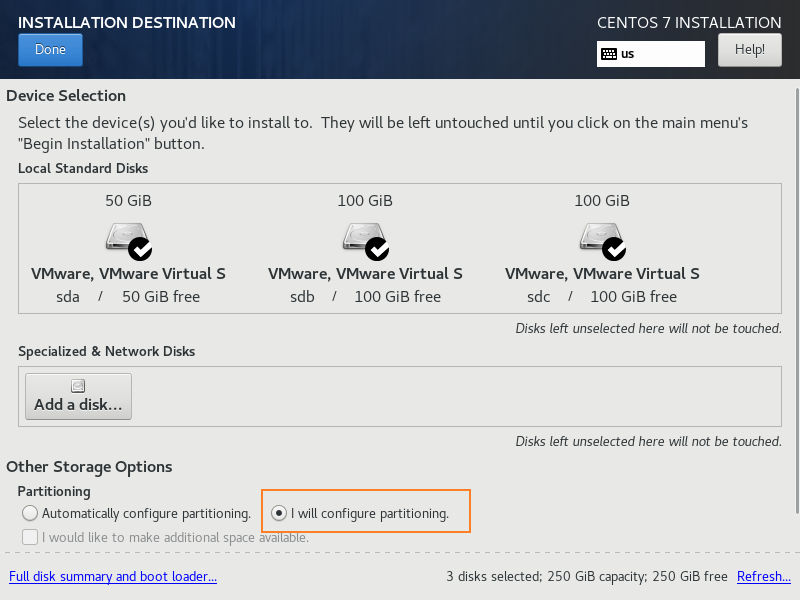 INSTALLATION DESTINATION
CENTOS 7 INSTALLATION
Done
us
Help!
Device Selection
Select the device(s) you'd like to install to. They will be left untouched until you click on the main menu's
"Begin Installation" button.
Local Standard Disks
50 GiB
100 GiB
100 GiB
VMware, VMware Virtual S
VMware, VMware Virtual S
VMware, VMware Virtual S
sda / 50 GiB free
sdb / 100 GiB free
sdc / 100 GiB free
Disks left unselected here will not be touched.
Specialized & Network Disks
Add a disk...
Disks left unselected here will not be touched.
Other Storage Options
Partitioning
Automatically configure partitioning.
I will configure partitioning.
I would like to make additional space available.
Full disk summary and boot loader...
3 disks selected; 250 GiB capacity; 250 GiB free
Refresh...